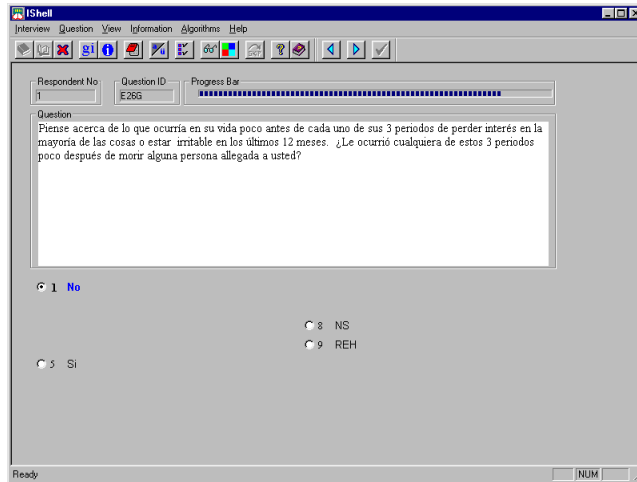 IShell
Interview Question View Information Algorithms Help
gi
Respondent No
Question ID
Progress Bar
1
E26G
Question
Piense acerca de lo que ocurría en su vida poco antes de cada uno de sus 3 periodos de perder interés en la
mayoría de las cosas o estar irritable en los últimos 12 meses. ¿Le ocurrió cualquiera de estos 3 periodos
poco después de morir alguna persona allegada a usted?
1 No
8 NS
9 REH
5 Si
Ready
NUM